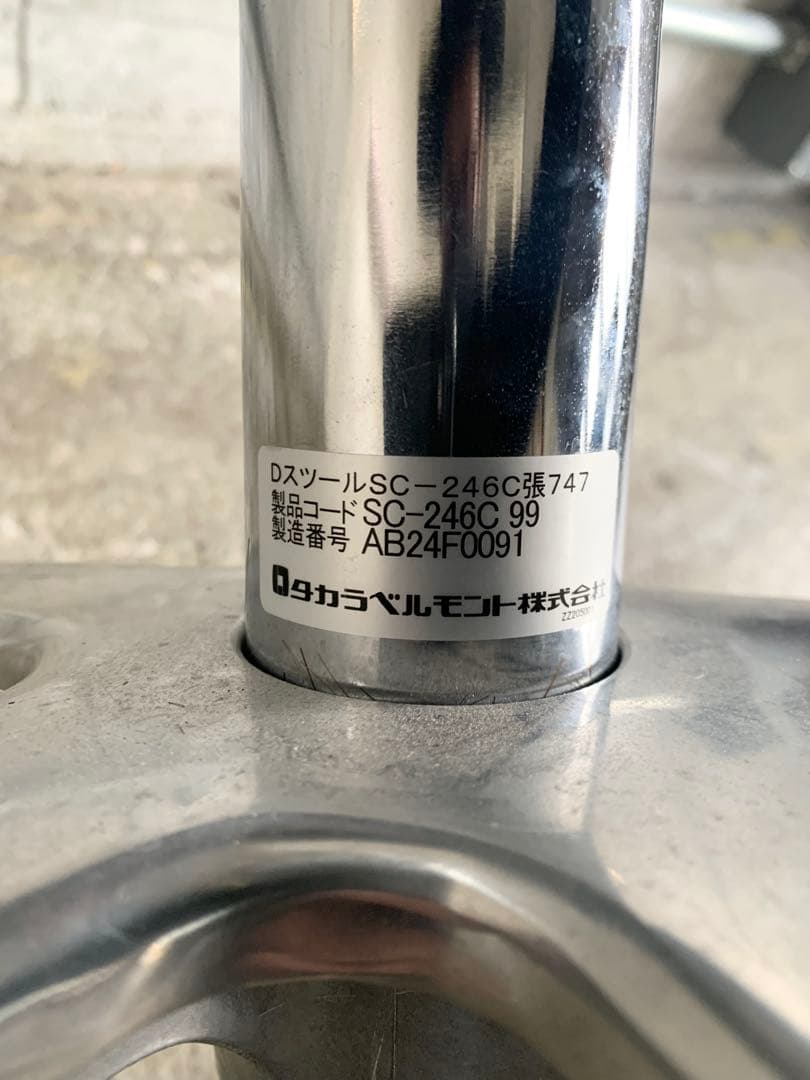 DスツールSC－246C張747
製品コード SC-246C 99
製造番号 AB24F0091
タカラベルモント株式会社